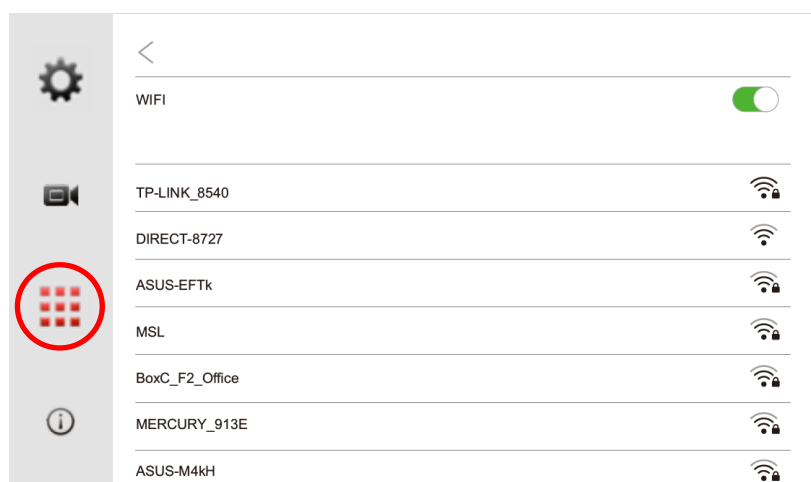 WIFI
TP-LINK_8540
DIRECT-8727
ASUS-EFTk
MSL
BoxC_F2_Office
MERCURY_913E
ASUS-M4kH